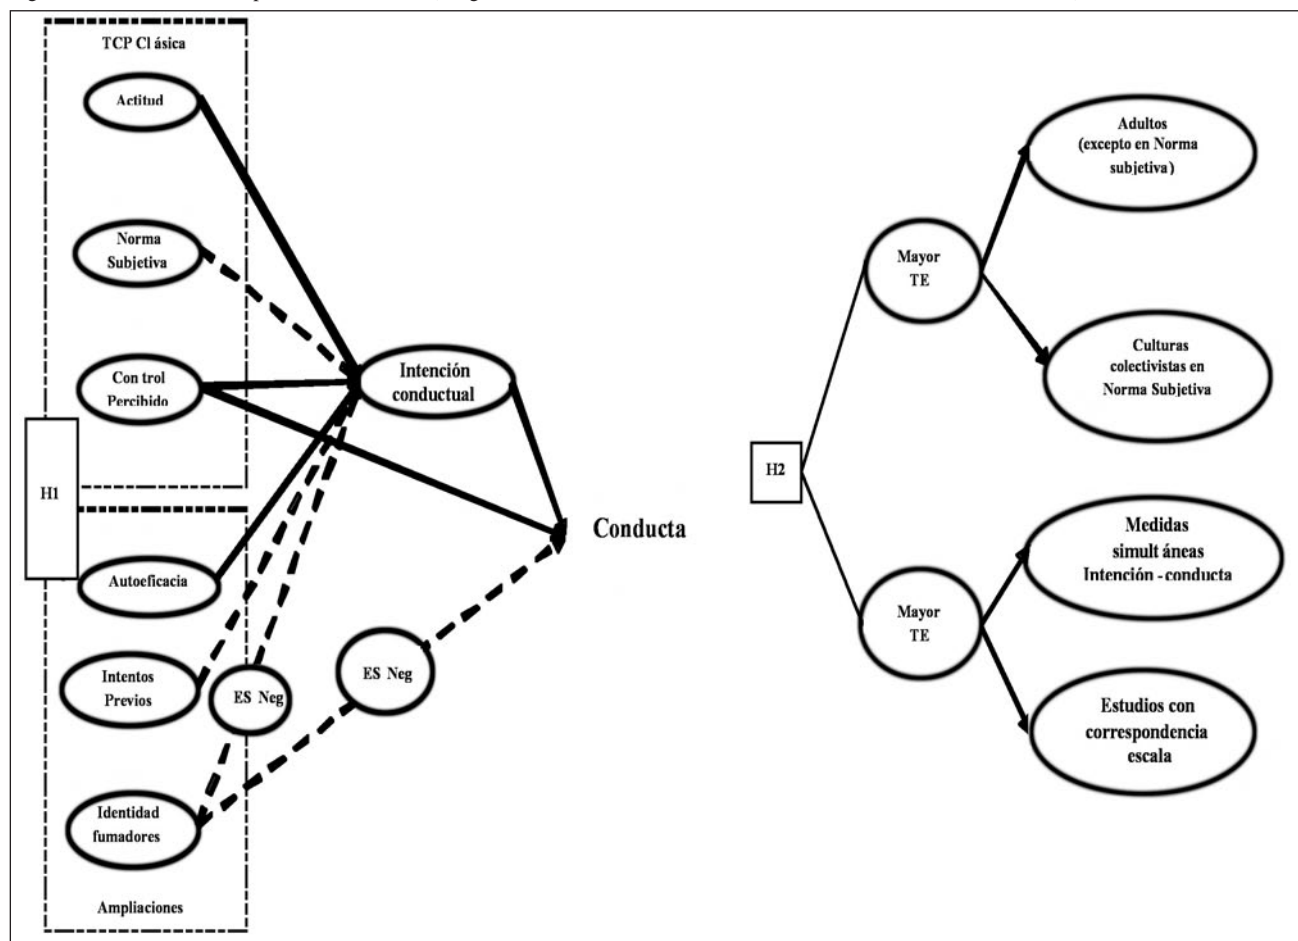 TCP Cl ásica
Actitud
Norma
Subjetiva
Con trol
Percibido
H1
Autoeficacia
Intentos
Previos
Identidad
fumadores
Ampliaciones
ES Neg
ES Neg
Intención
conductual
Conducta
H2
Mayor
TE
Adultos
(excepto en Norma
subjetiva)
Culturas
colectivistas en
Norma Subjetiva
Mayor
TE
Medidas
simult áneas
Intención - conducta
Estudios con
correspondencia
escala